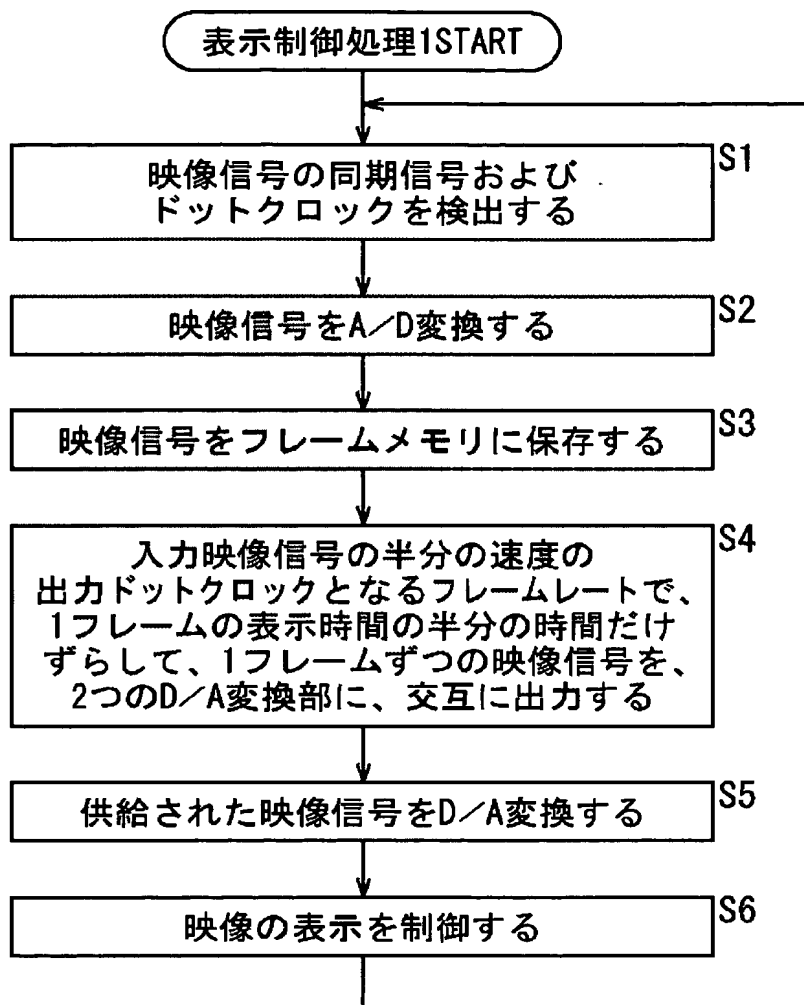 表示制御処理1START
S1
映像信号の同期信号および
ドットクロックを検出する
S2
映像信号をA/D変換する
S3
映像信号をフレームメモリに保存する
S4
入力映像信号の半分の速度の
出力ドットクロックとなるフレームレートで、
1フレームの表示時間の半分の時間だけ
ずらして、1フレームずつの映像信号を、
2つのD/A変換部に、交互に出力する
S5
供給された映像信号をD/A変換する
S6
映像の表示を制御する